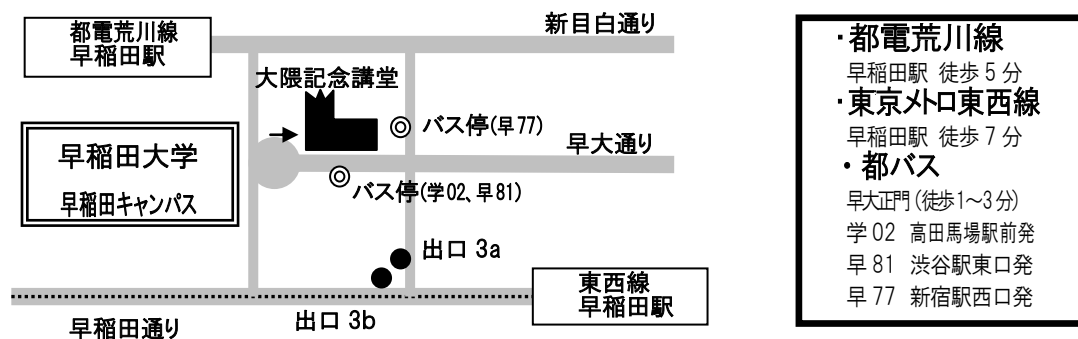 都電荒川線
早稲田駅
新目白通り
大隈記念講堂
バス停(早77)
早大通り
早稲田大学
早稲田キャンパス
バス停(学02、早81)
出口 3a
東西線
早稲田駅
出口 3b
早稲田通り
・都電荒川線
早稲田駅 徒歩 5 分
・東京メトロ東西線
早稲田駅 徒歩 7 分
・都バス
早大正門(徒歩1～3分)
学 02 高田馬場駅前発
早 81 渋谷駅東口発
早 77 新宿駅西口発